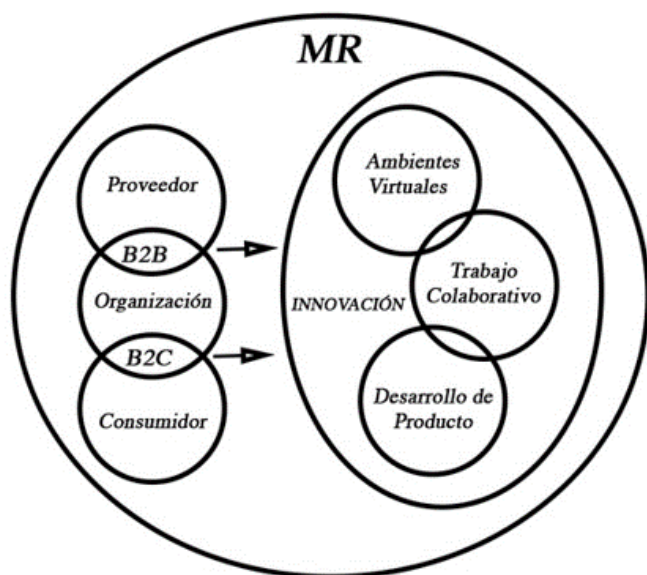 MR
Proveedor
B2B
Organización
B2C
Consumidor
Ambientes
Virtuales
Trabajo
Colaborativo
INNOVACIÓN
Desarrollo de
Producto